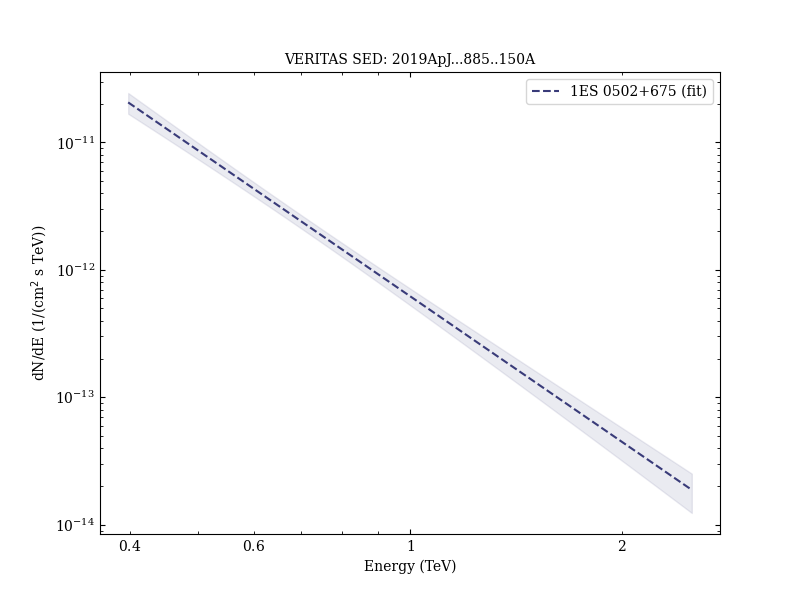 VERITAS SED: 2019ApJ...885..150A
1ES 0502+675 (fit)
dN/dE (1/(cm² s TeV))
10⁻¹¹
10⁻¹²
10⁻¹³
10⁻¹⁴
0.4 0.6 1 2
Energy (TeV)